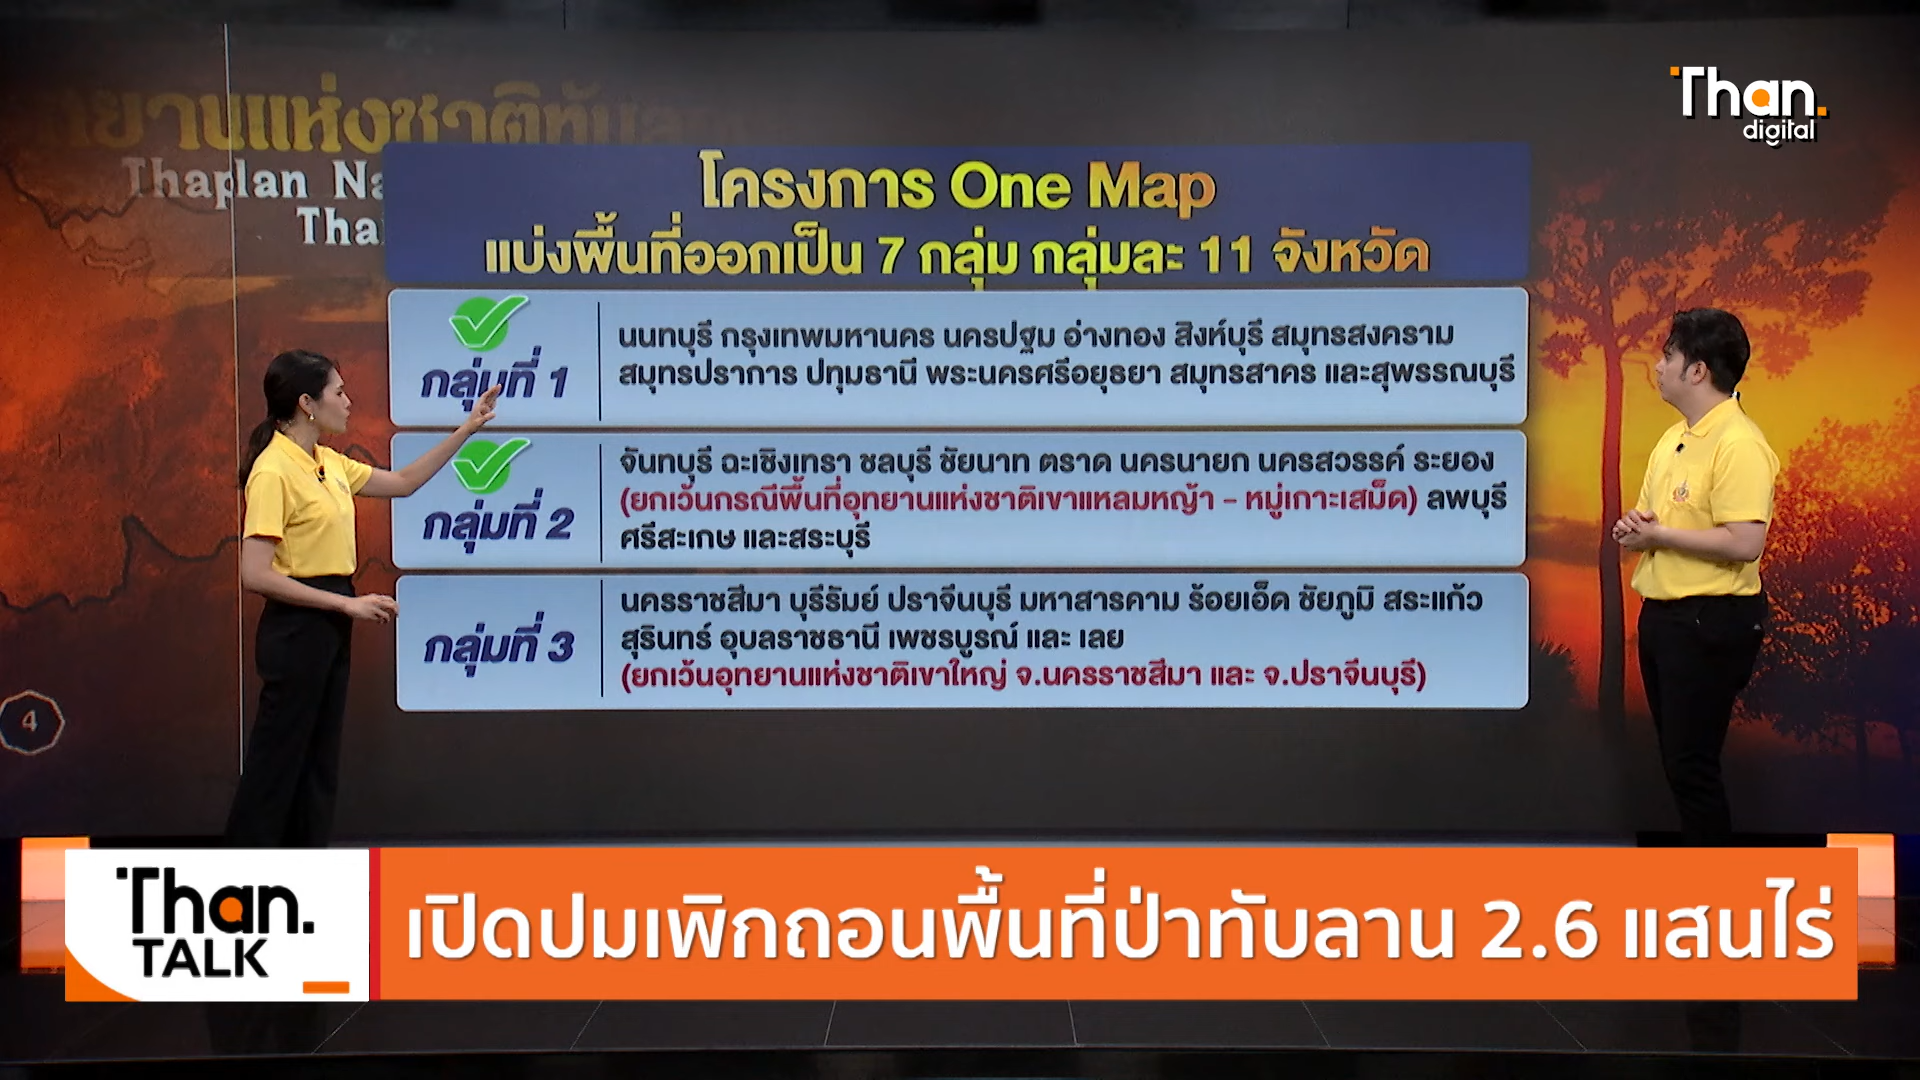 Than.
digital
ยานแห่งชาติทับลาน
Thaplan Na
Tha
โครงการ One Map
แบ่งพื้นที่ออกเป็น 7 กลุ่ม กลุ่มละ 11 จังหวัด
กลุ่มที่ 1
นนทบุรี กรุงเทพมหานคร นครปฐม อ่างทอง สิงห์บุรี สมุทรสงคราม
สมุทรปราการ ปทุมธานี พระนครศรีอยุธยา สมุทรสาคร และสุพรรณบุรี
กลุ่มที่ 2
จันทบุรี ฉะเชิงเทรา ชลบุรี ชัยนาท ตราด นครนายก นครสวรรค์ ระยอง
(ยกเว้นกรณีพื้นที่อุทยานแห่งชาติเขาแหลมหญ้า - หมู่เกาะเสม็ด) ลพบุรี
ศรีสะเกษ และสระบุรี
กลุ่มที่ 3
นครราชสีมา บุรีรัมย์ ปราจีนบุรี มหาสารคาม ร้อยเอ็ด ชัยภูมิ สระแก้ว
สุรินทร์ อุบลราชธานี เพชรบูรณ์ และ เลย
(ยกเว้นอุทยานแห่งชาติเขาใหญ่ จ.นครราชสีมา และ จ.ปราจีนบุรี)
4
Than.
TALK
เปิดปมเพิกถอนพื้นที่ป่าทับลาน 2.6 แสนไร่